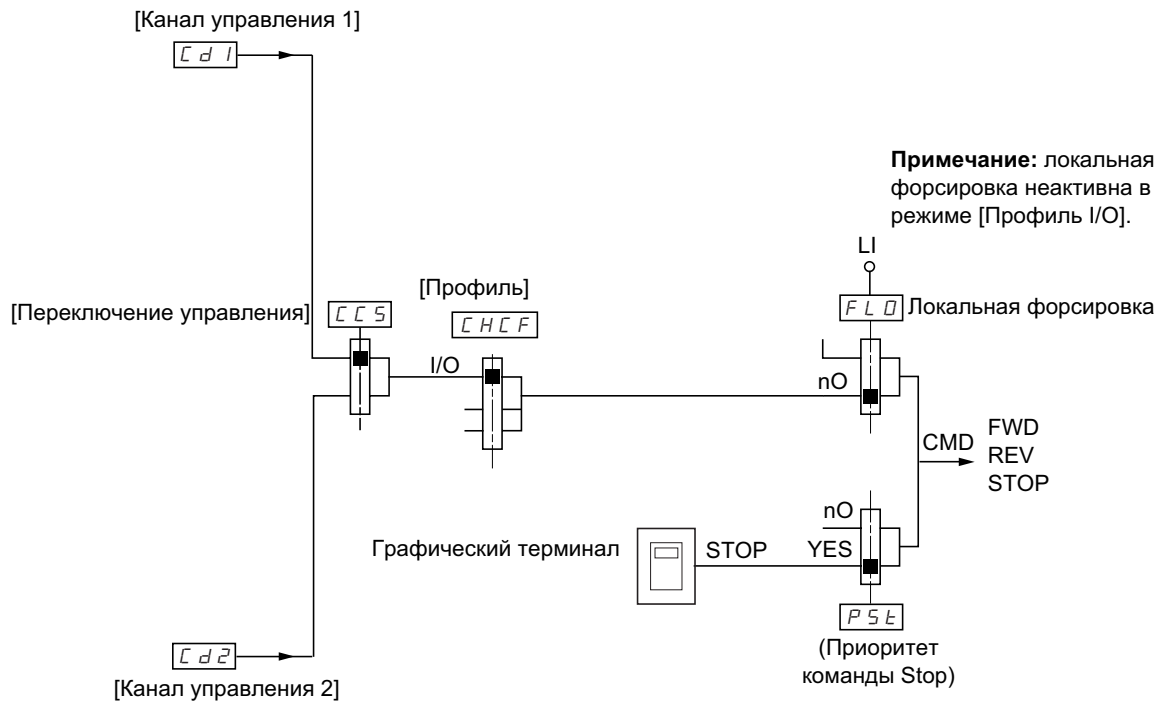 [Канал управления 1]
Cd1
Примечание: локальная
форсировка неактивна в
режиме [Профиль I/O].
LI
[Профиль]
[Переключение управления]
CCS
CHCF
FLO
Локальная форсировка
I/O
nO
CMD
FWD
REV
STOP
nO
Графический терминал
STOP
YES
PSt
(Приоритет
команды Stop)
Cd2
[Канал управления 2]